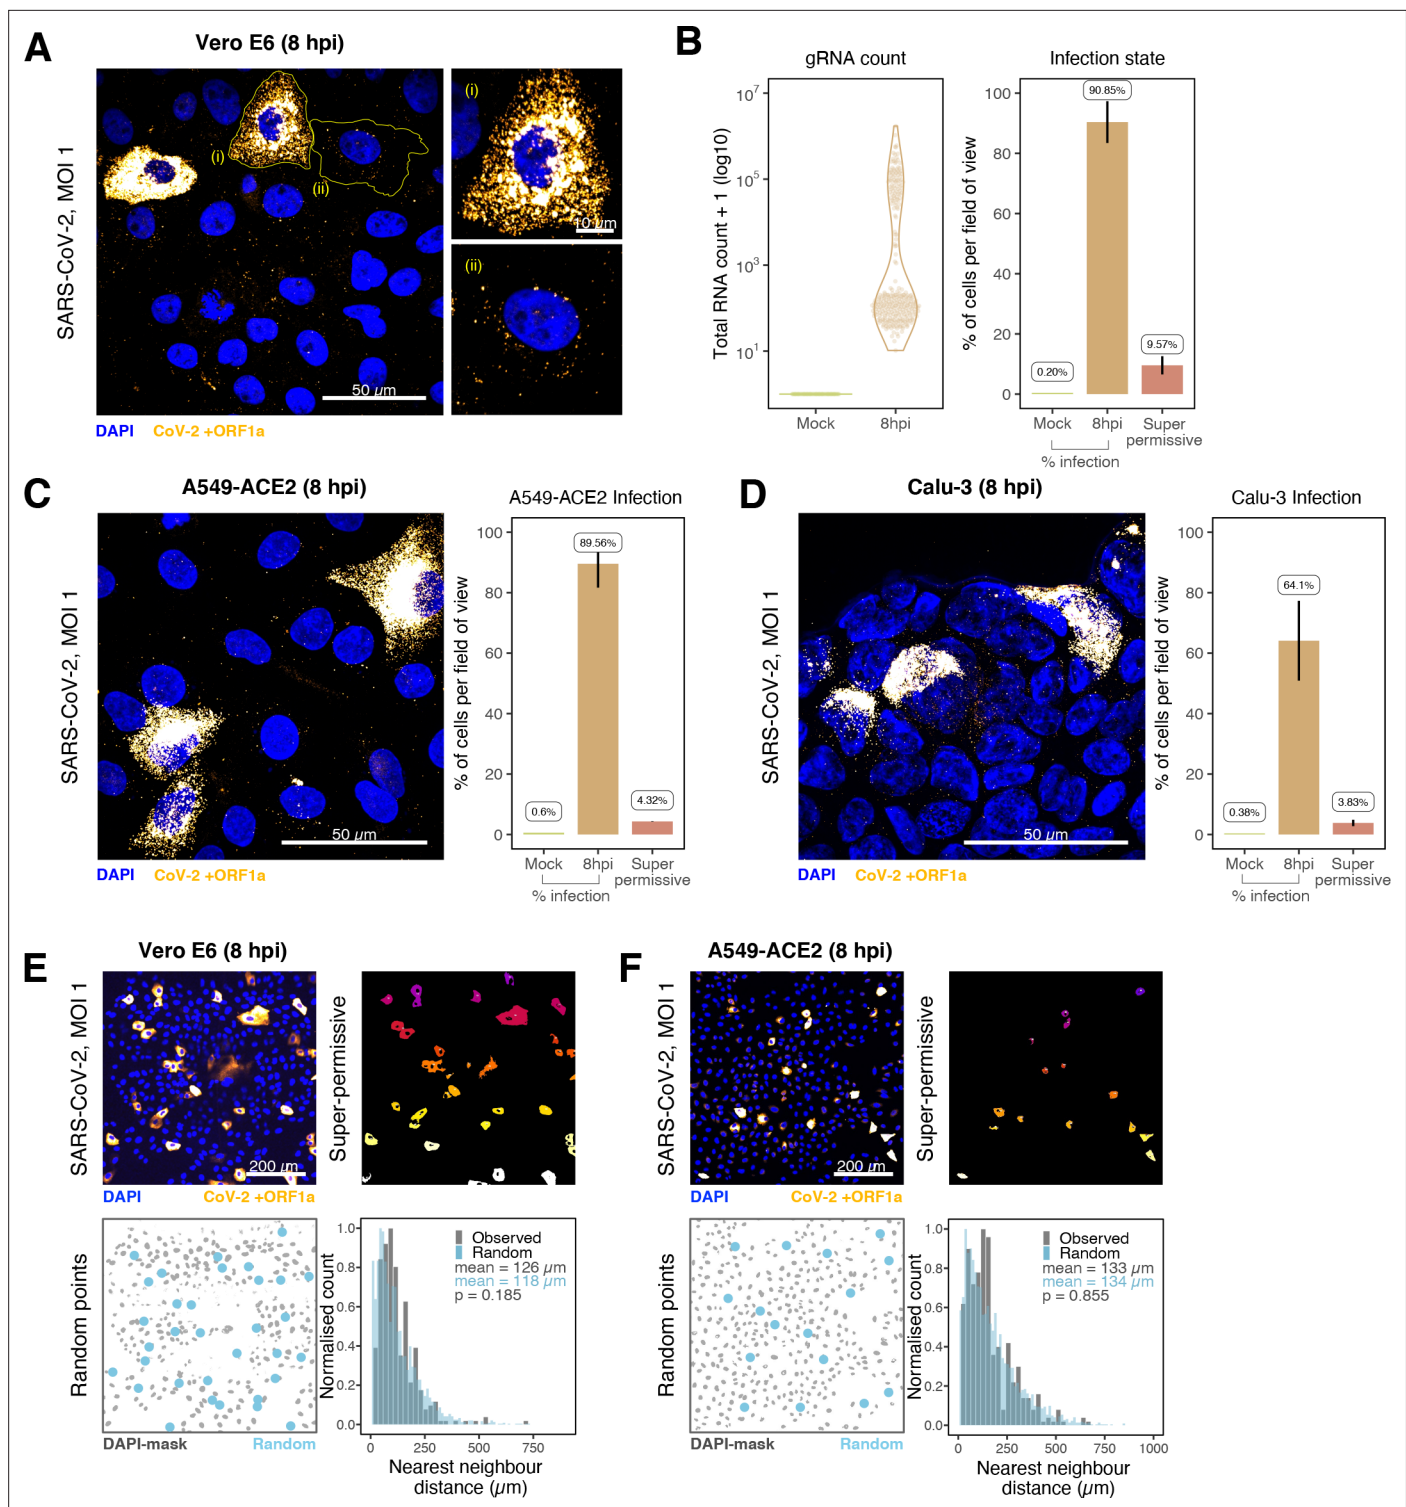 A
Vero E6 (8 hpi)
SARS-CoV-2, MOI 1
(i)
(ii)
50 µm
(i)
10 µm
(ii)
DAPI CoV-2 +ORF1a
B
gRNA count
Total RNA count + 1 (log10)
10⁷
10⁵
10³
10¹
Mock 8hpi
Infection state
% of cells per field of view
100
80
60
40
20
0
0.20%
90.85%
9.57%
Mock 8hpi Super
permissive
% infection
C
A549-ACE2 (8 hpi)
SARS-CoV-2, MOI 1
50 µm
DAPI CoV-2 +ORF1a
A549-ACE2 Infection
% of cells per field of view
100
80
60
40
20
0
0.6%
89.56%
4.32%
Mock 8hpi Super
permissive
% infection
D
Calu-3 (8 hpi)
SARS-CoV-2, MOI 1
50 µm
DAPI CoV-2 +ORF1a
Calu-3 Infection
% of cells per field of view
100
80
60
40
20
0
0.38%
64.1%
3.83%
Mock 8hpi Super
permissive
% infection
E
Vero E6 (8 hpi)
SARS-CoV-2, MOI 1
200 µm
DAPI CoV-2 +ORF1a
Super-permissive
Random points
DAPI-mask Random
Normalised count
1.0
0.8
0.6
0.4
0.2
0.0
Observed
Random
mean = 126 µm
mean = 118 µm
p = 0.185
0 250 500 750
Nearest neighbour
distance (µm)
F
A549-ACE2 (8 hpi)
SARS-CoV-2, MOI 1
200 µm
DAPI CoV-2 +ORF1a
Super-permissive
Random points
DAPI-mask Random
Normalised count
1.0
0.8
0.6
0.4
0.2
0.0
Observed
Random
mean = 133 µm
mean = 134 µm
p = 0.855
0 250 500 750 1000
Nearest neighbour
distance (µm)